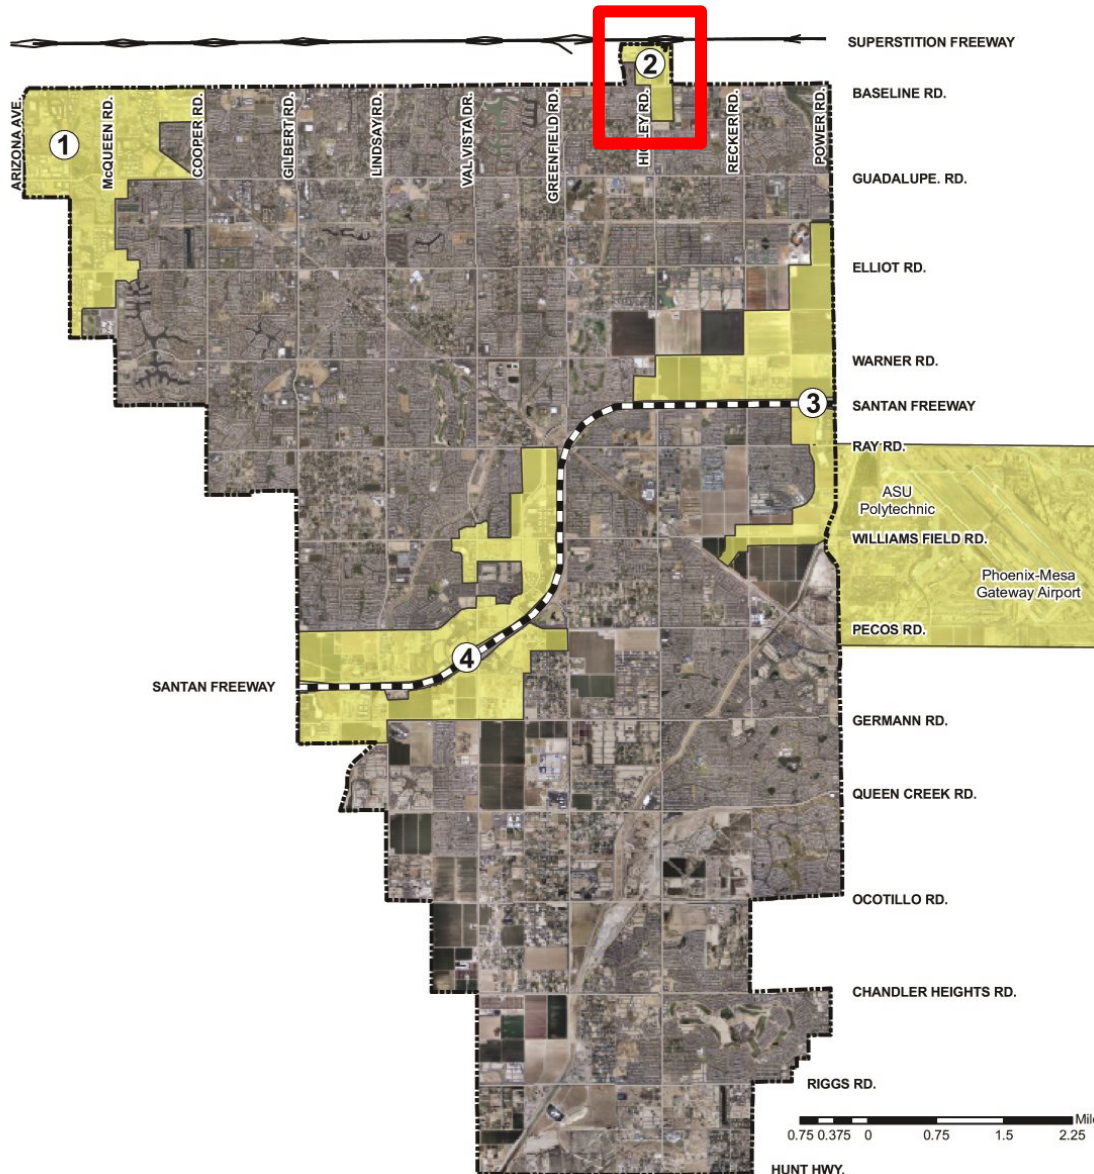 SUPERSTITION FREEWAY
2
BASELINE RD.
ARIZONA AVE.
McQUEEN RD.
COOPER RD.
GILBERT RD.
LINDSAY RD.
VAL VISTA DR.
GREENFIELD RD.
HIGLEY RD.
RECKER RD.
POWER RD.
1
GUADALUPE. RD.
ELLIOT RD.
WARNER RD.
3
SANTAN FREEWAY
RAY RD.
ASU
Polytechnic
WILLIAMS FIELD RD.
Phoenix-Mesa
Gateway Airport
PECOS RD.
4
SANTAN FREEWAY
GERMANN RD.
QUEEN CREEK RD.
OCOTILLO RD.
CHANDLER HEIGHTS RD.
RIGGS RD.
Mil
0.75 0.375 0 0.75 1.5 2.25
HUNT HWY.